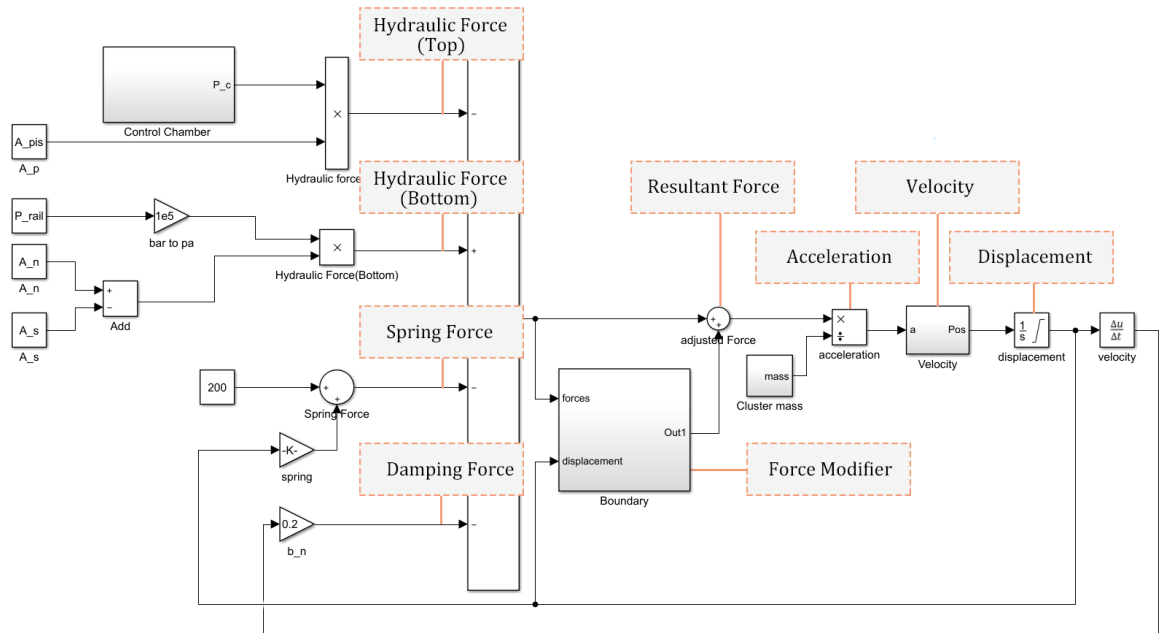 Hydraulic Force
(Top)
P_c
Control Chamber
×
−
A_pis
A_p
Hydraulic force
Hydraulic Force
(Bottom)
P_rail
1e5
bar to pa
×
+
Hydraulic Force(Bottom)
A_n
A_n
+
−
Add
A_s
A_s
Resultant Force
Velocity
Acceleration
Displacement
Spring Force
+
+
adjusted Force
×
÷
acceleration
a
Pos
Velocity
1
s
displacement
Δu
Δt
velocity
mass
Cluster mass
200
+
+
Spring Force
−
-K-
spring
forces
displacement
Out1
Boundary
Force Modifier
Damping Force
0.2
b_n
−